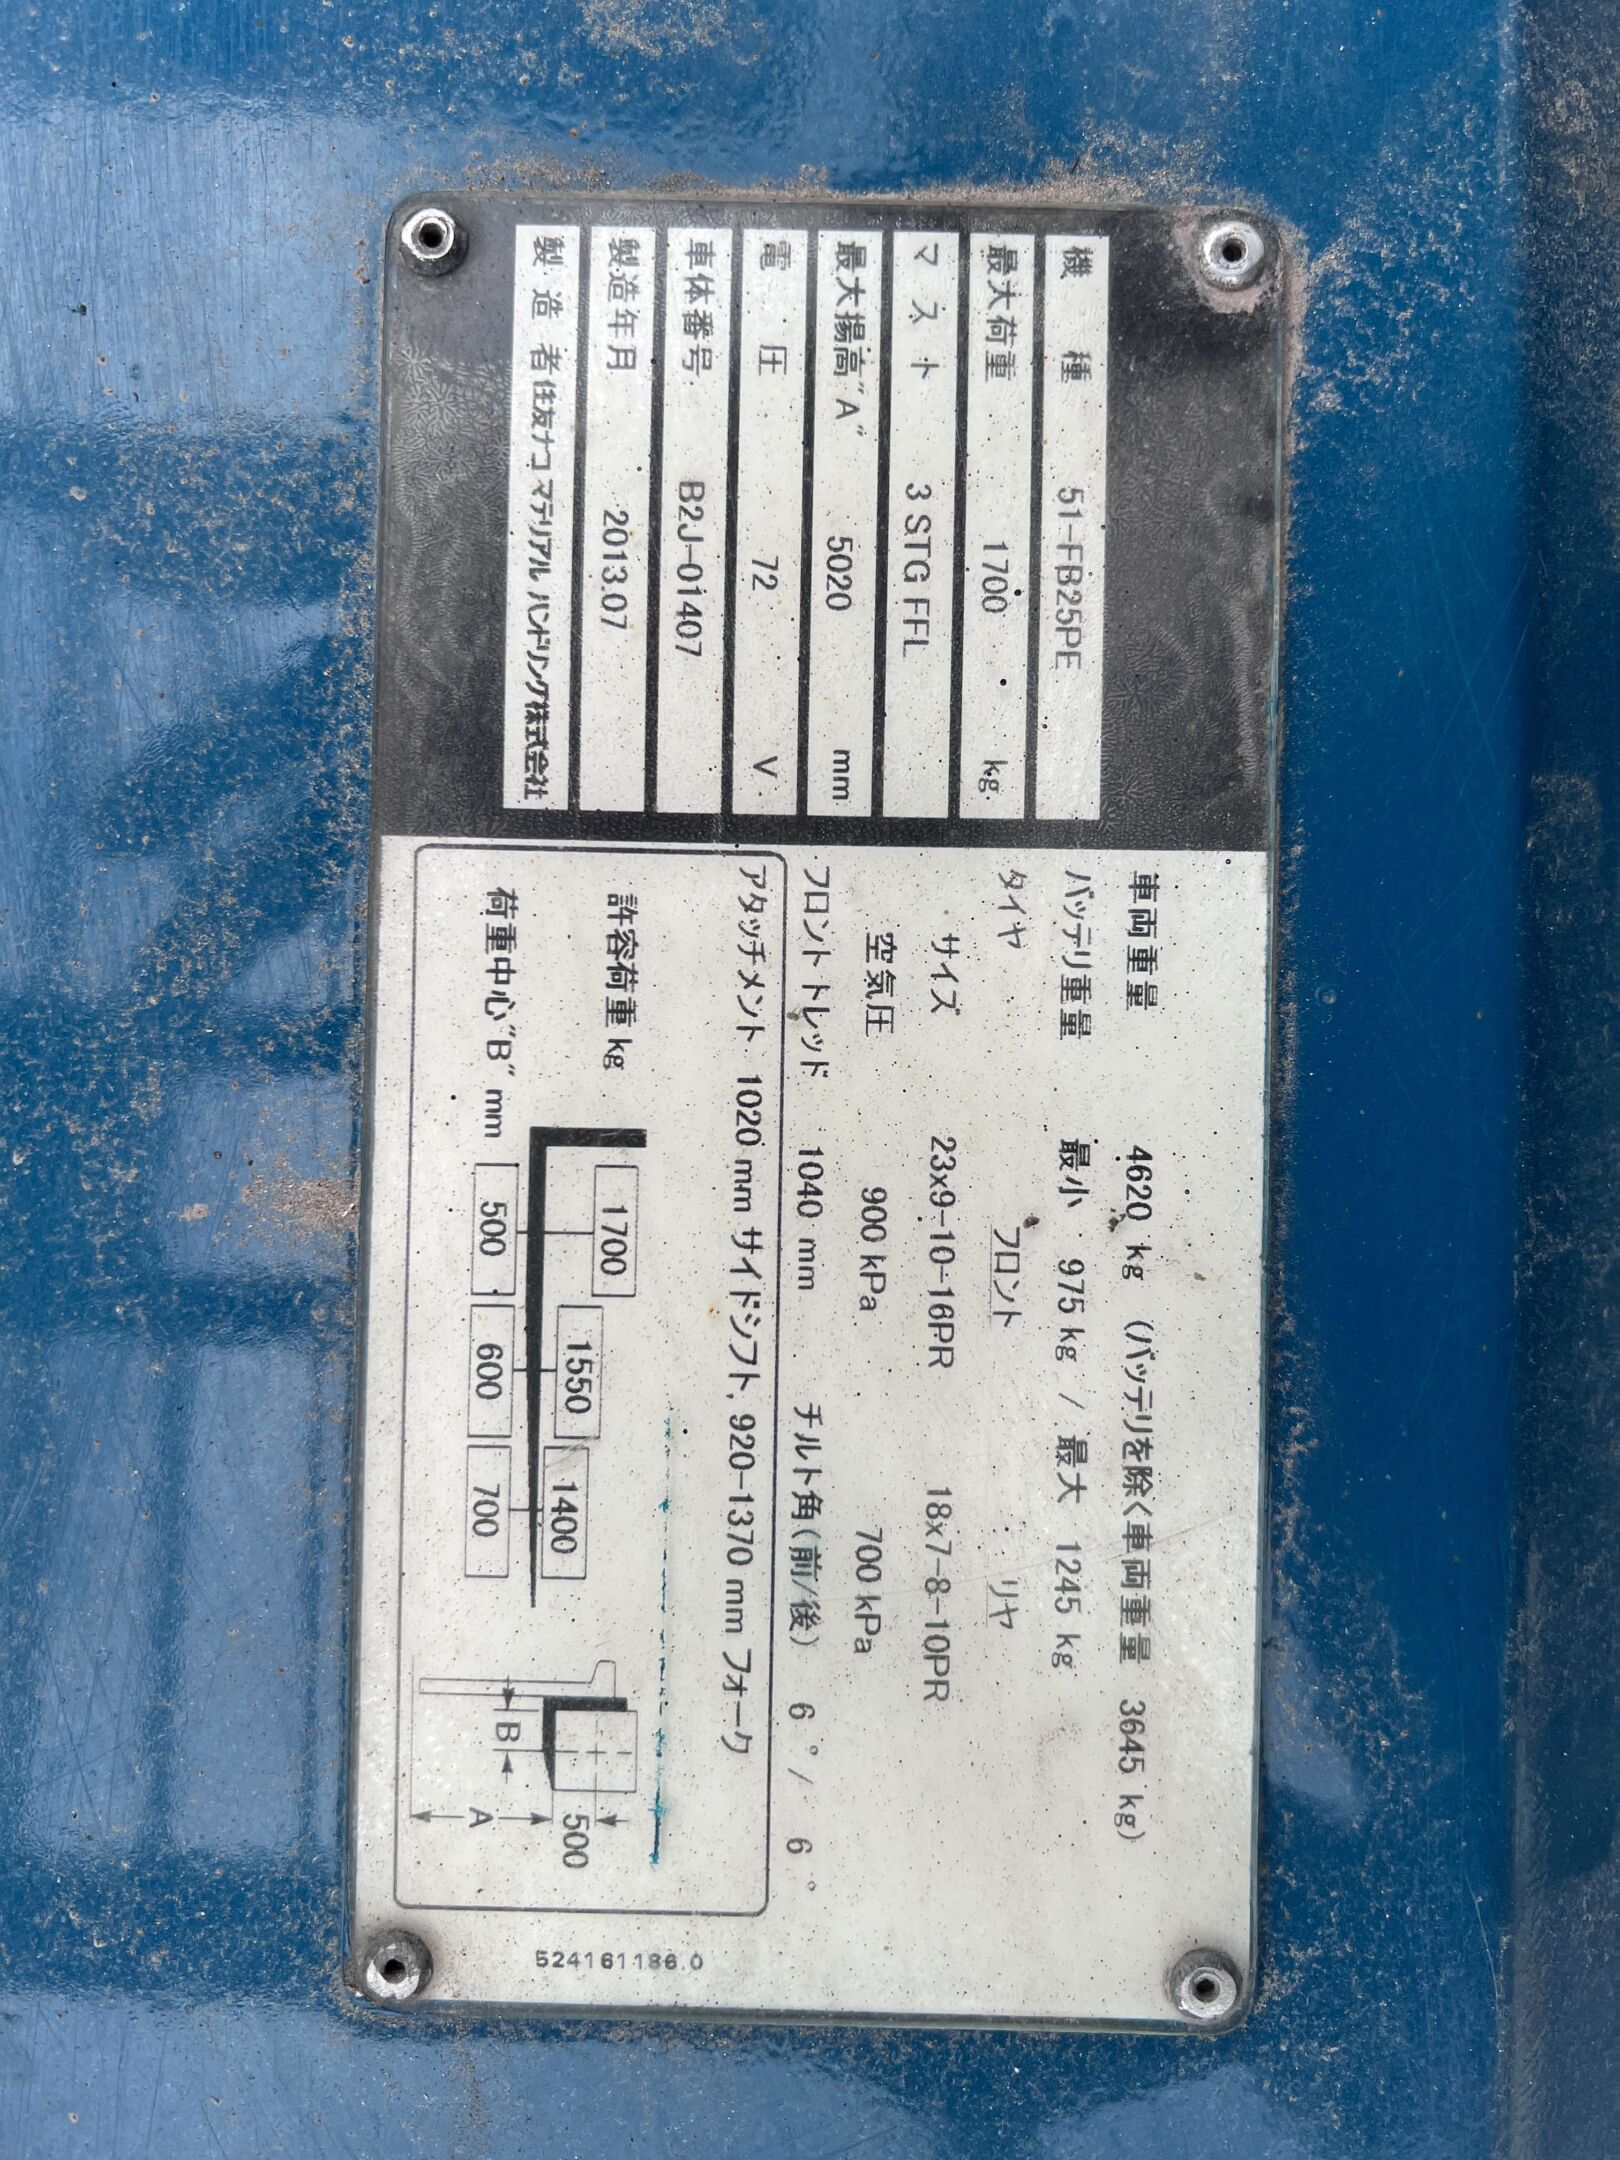 機 種 51-FB25PE
最大荷重 1700 kg
マスト 3 STG FFL
最大揚高"A" 5020 mm
電 圧 72 V
車体番号 B2J-01407
製造年月 2013.07
製 造 者 住友ナコ マテリアル ハンドリング株式会社
車両重量 4620 kg (バッテリを除く車両重量 3645 kg)
バッテリ重量 最小 975 kg / 最大 1245 kg
タイヤ フロント リヤ
サイズ 23x9-10-16PR 18x7-8-10PR
空気圧 900 kPa 700 kPa
フロントトレッド 1040 mm チルト角(前/後) 6 ° / 6 °
アタッチメント 1020 mm サイドシフト, 920-1370 mm フォーク
許容荷重 kg 1700 1550 1400
荷重中心"B" mm 500 600 700
500
B
A
524161186.0